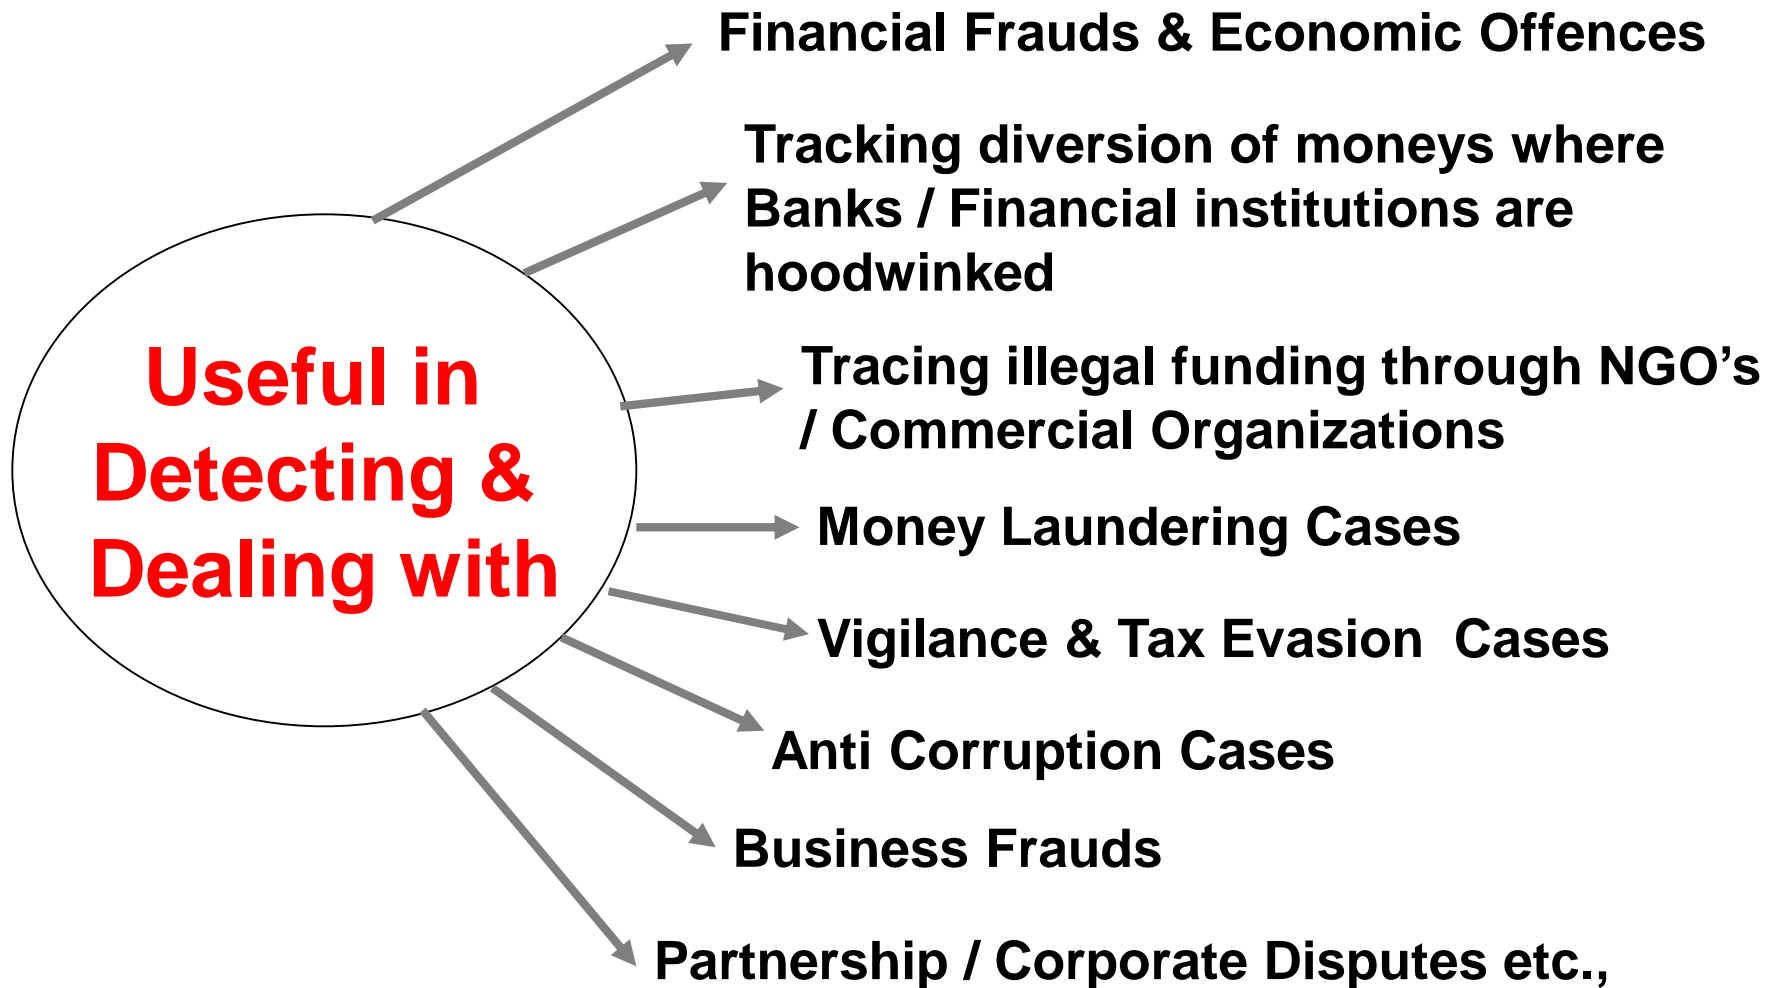 Financial Frauds & Economic Offences
Tracking diversion of moneys where
Banks / Financial institutions are
hoodwinked
Useful in
Detecting &
Dealing with
Tracing illegal funding through NGO’s
/ Commercial Organizations
Money Laundering Cases
Vigilance & Tax Evasion  Cases
Anti Corruption Cases
Business Frauds
Partnership / Corporate Disputes etc.,